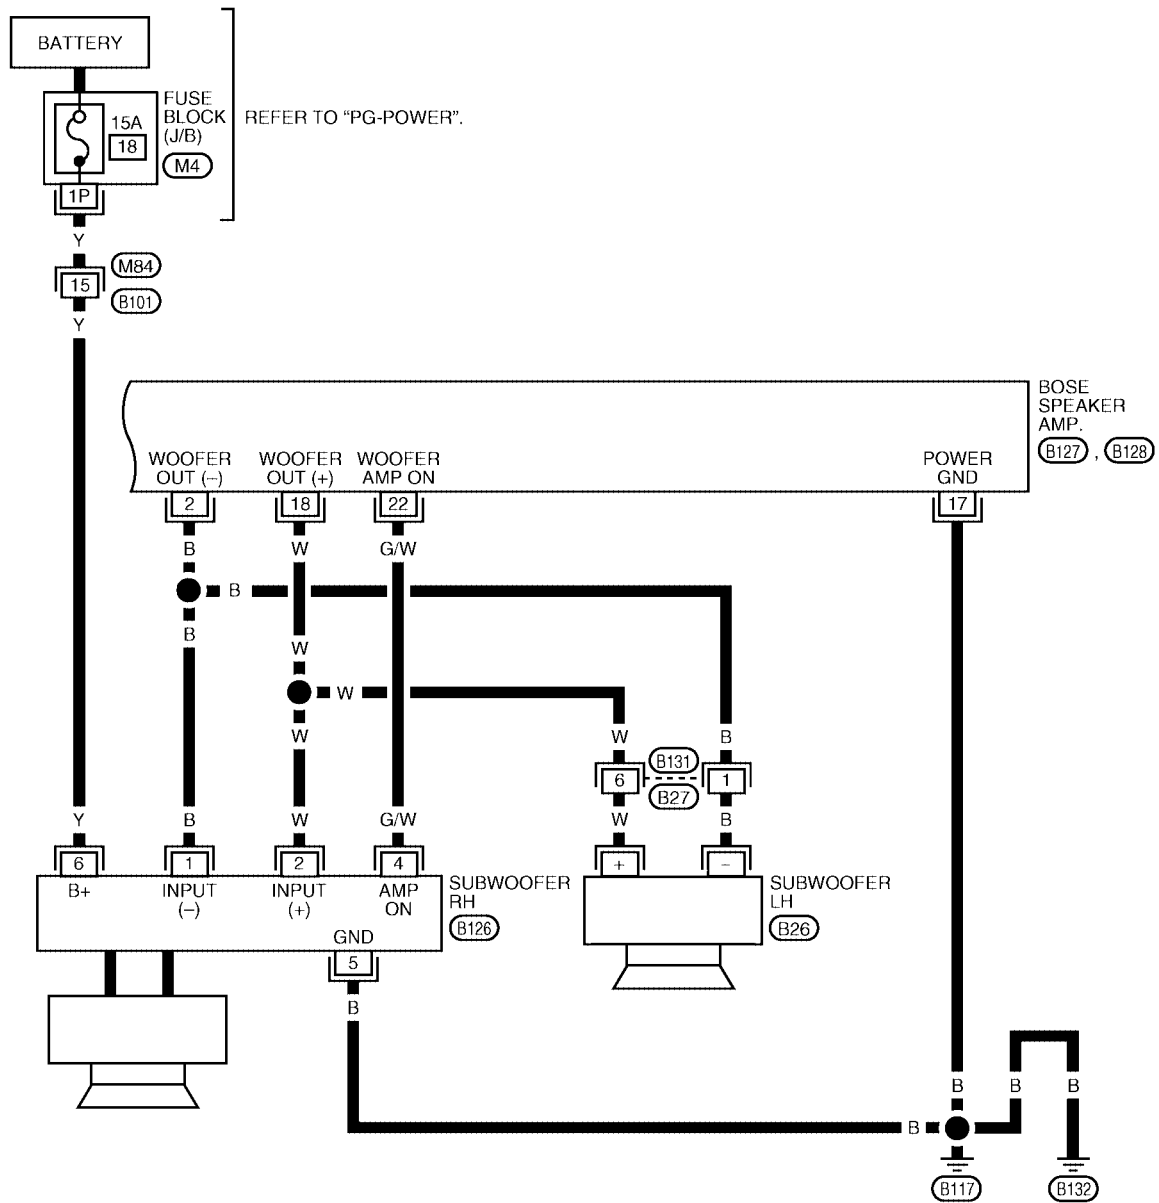 BATTERY
FUSE
BLOCK
(J/B)
REFER TO “PG-POWER”.
15A
18
M4
1P
Y
M84
15
B101
Y
BOSE
SPEAKER
AMP.
B127 , B128
WOOFER
OUT (–)
WOOFER
OUT (+)
WOOFER
AMP ON
POWER
GND
2
18
22
17
B
W
G/W
B
B
W
W
W
W
B
B131
6
1
B27
Y
B
W
G/W
W
B
6
1
2
4
+
–
B+
INPUT
(–)
INPUT
(+)
AMP
ON
SUBWOOFER
RH
B126
SUBWOOFER
LH
B26
GND
5
B
B
B
B
B
B117
B132